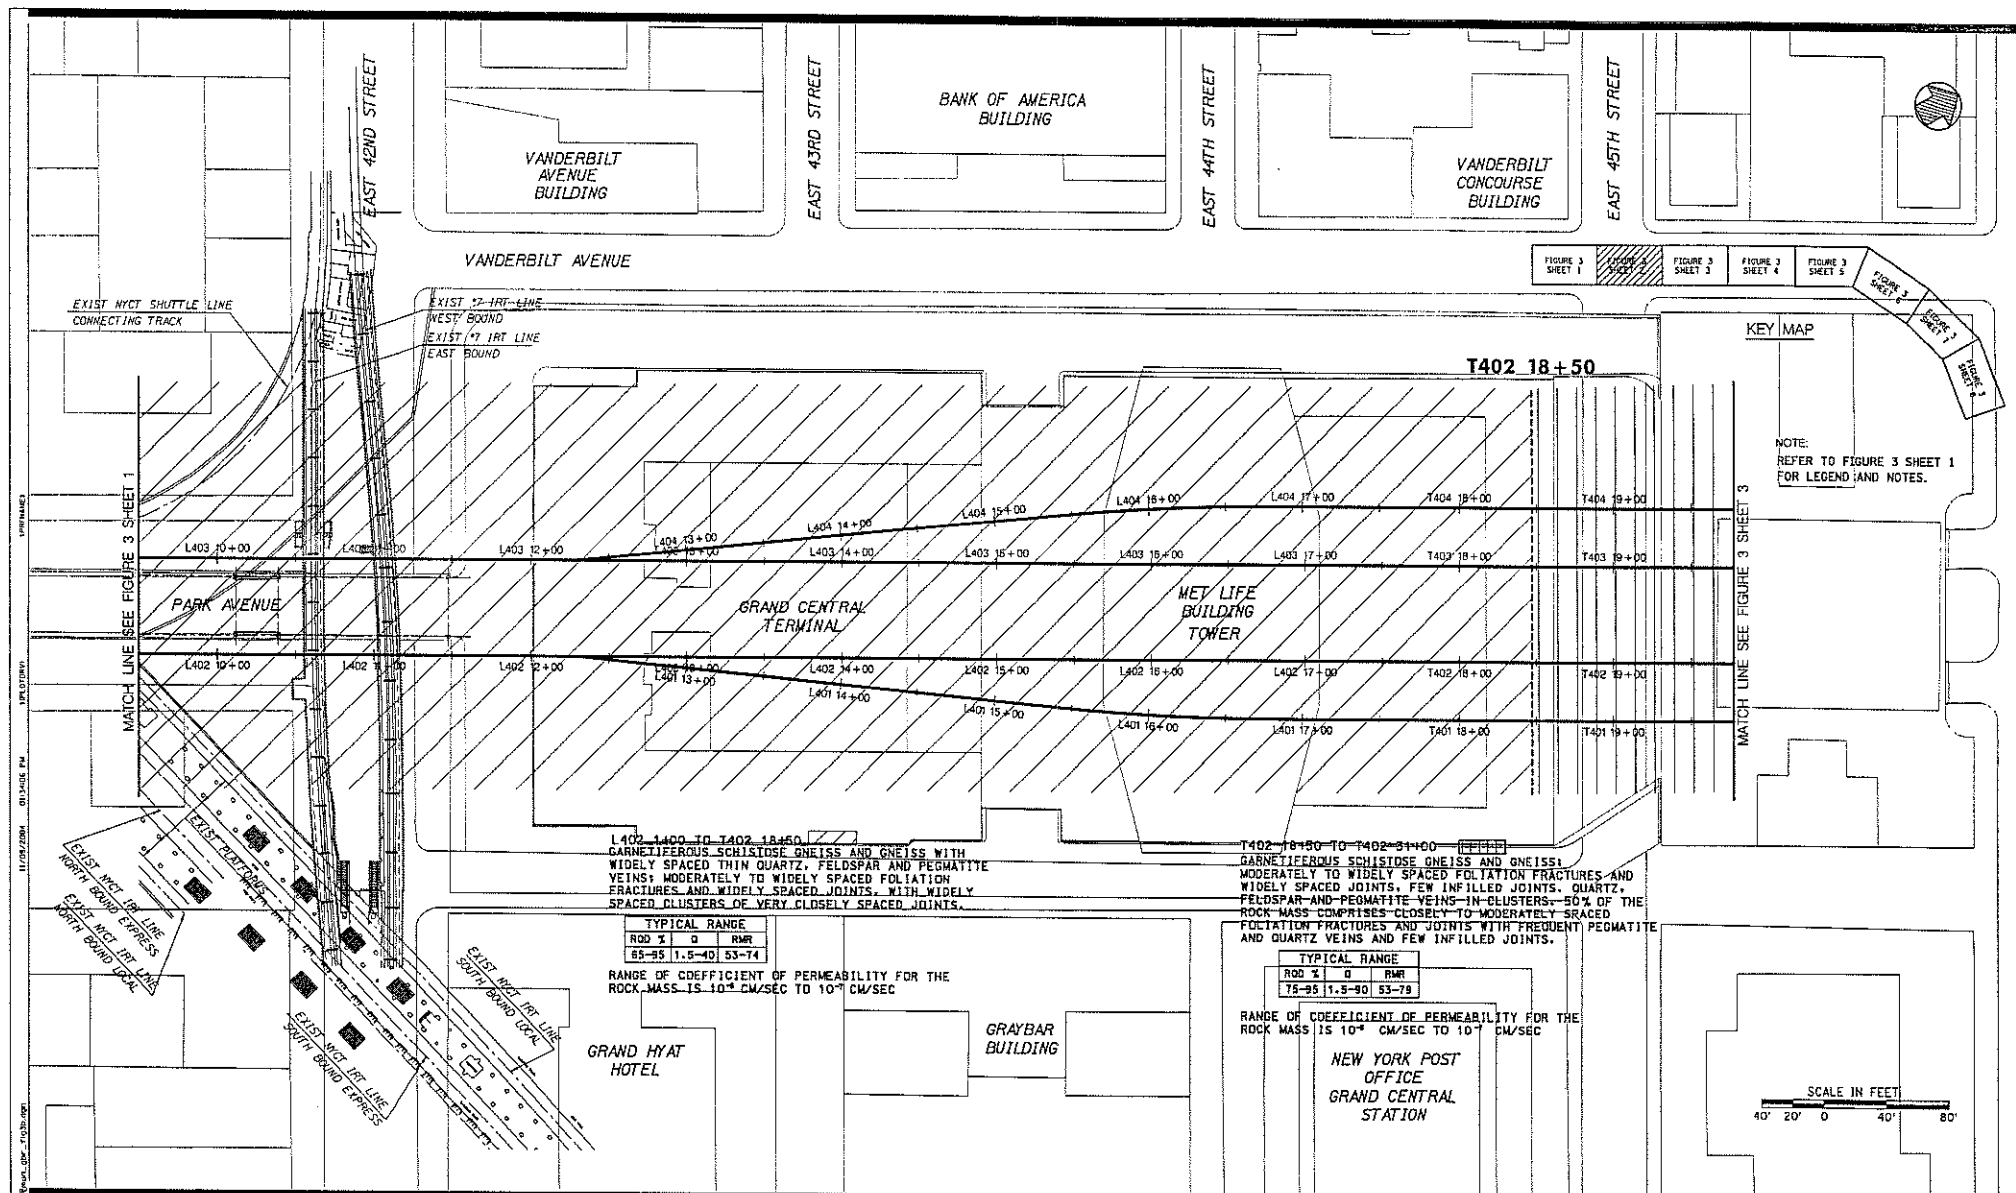 EAST 42ND STREET
EAST 43RD STREET
EAST 44TH STREET
EAST 45TH STREET
BANK OF AMERICA
BUILDING
VANDERBILT
AVENUE
BUILDING
VANDERBILT
CONCOURSE
BUILDING
VANDERBILT AVENUE
FIGURE 3
SHEET 1
FIGURE 3
SHEET 2
FIGURE 3
SHEET 3
FIGURE 3
SHEET 4
FIGURE 3
SHEET 5
FIGURE 3
SHEET 6
FIGURE 3
SHEET 7
FIGURE 3
SHEET 8
KEY MAP
EXIST NYCT SHUTTLE LINE
CONNECTING TRACK
EXIST #7 IRT LINE
WEST BOUND
EXIST #7 IRT LINE
EAST BOUND
T402 18+50
NOTE:
REFER TO FIGURE 3 SHEET 1
FOR LEGEND AND NOTES.
MATCH LINE SEE FIGURE 3 SHEET 1
MATCH LINE SEE FIGURE 3 SHEET 3
L404 13+00
L404 14+00
L404 15+00
L404 16+00
L404 17+00
T404 18+00
T404 19+00
L403 10+00
L403 12+00
L403 14+00
L403 15+00
L403 16+00
L403 17+00
T403 18+00
T403 19+00
PARK AVENUE
GRAND CENTRAL
TERMINAL
MET LIFE
BUILDING
TOWER
L402 10+00
L402 11+00
L402 12+00
L402 14+00
L402 15+00
L402 16+00
L402 17+00
T402 18+00
T402 19+00
L401 13+00
L401 14+00
L401 15+00
L401 16+00
L401 17+00
T401 18+00
T401 19+00
L402 1+00 TO T402 18+50
GARNETIFEROUS SCHISTOSE GNEISS AND GNEISS WITH
WIDELY SPACED THIN QUARTZ, FELDSPAR AND PEGMATITE
VEINS; MODERATELY TO WIDELY SPACED FOLIATION
FRACTURES AND WIDELY SPACED JOINTS, WITH WIDELY
SPACED CLUSTERS OF VERY CLOSELY SPACED JOINTS.
TYPICAL RANGE
RQD % Q RMR
65-95 1.5-40 53-74
RANGE OF COEFFICIENT OF PERMEABILITY FOR THE
ROCK MASS IS CM/SEC TO CM/SEC
T402 18+50 TO T402 31+00
GARNETIFEROUS SCHISTOSE GNEISS AND GNEISS;
MODERATELY TO WIDELY SPACED FOLIATION FRACTURES AND
WIDELY SPACED JOINTS, FEW INFILLED JOINTS. QUARTZ,
FELDSPAR AND PEGMATITE VEINS IN CLUSTERS. 50% OF THE
ROCK MASS COMPRISES CLOSELY TO MODERATELY SPACED
FOLIATION FRACTURES AND JOINTS WITH FREQUENT PEGMATITE
AND QUARTZ VEINS AND FEW INFILLED JOINTS.
TYPICAL RANGE
RQD % Q RMR
75-95 1.5-90 53-79
RANGE OF COEFFICIENT OF PERMEABILITY FOR THE
ROCK MASS IS CM/SEC TO CM/SEC
EXIST PLATFORMS
EXIST NYCT IRT LINE
NORTH BOUND EXPRESS
EXIST NYCT IRT LINE
NORTH BOUND LOCAL
EXIST NYCT IRT LINE
SOUTH BOUND LOCAL
EXIST NYCT IRT LINE
SOUTH BOUND EXPRESS
GRAND HYAT
HOTEL
GRAYBAR
BUILDING
NEW YORK POST
OFFICE
GRAND CENTRAL
STATION
SCALE IN FEET
40' 20' 0 40' 80'